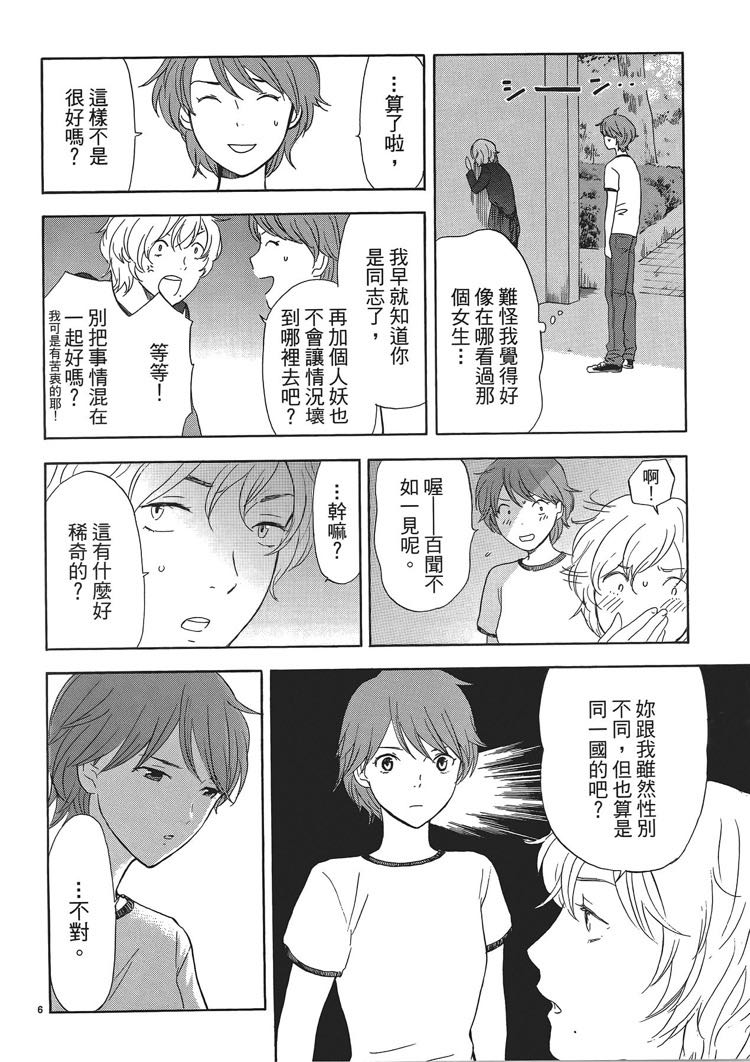 シーーン…
難怪我覺得好
像在哪看過那
個女生…
…算了啦，
這樣不是
很好嗎？
我早就知道你
是同志了，
再加個人妖也
不會讓情況壞
到哪裡去吧？
等等！
別把事情混在
一起好嗎？
我可是有苦衷的耶！
啊！
喔──百聞不
如一見呢。
…幹嘛？
這有什麼好
稀奇的？
妳跟我雖然性別
不同，但也算是
同一國的吧？
…不對。
6